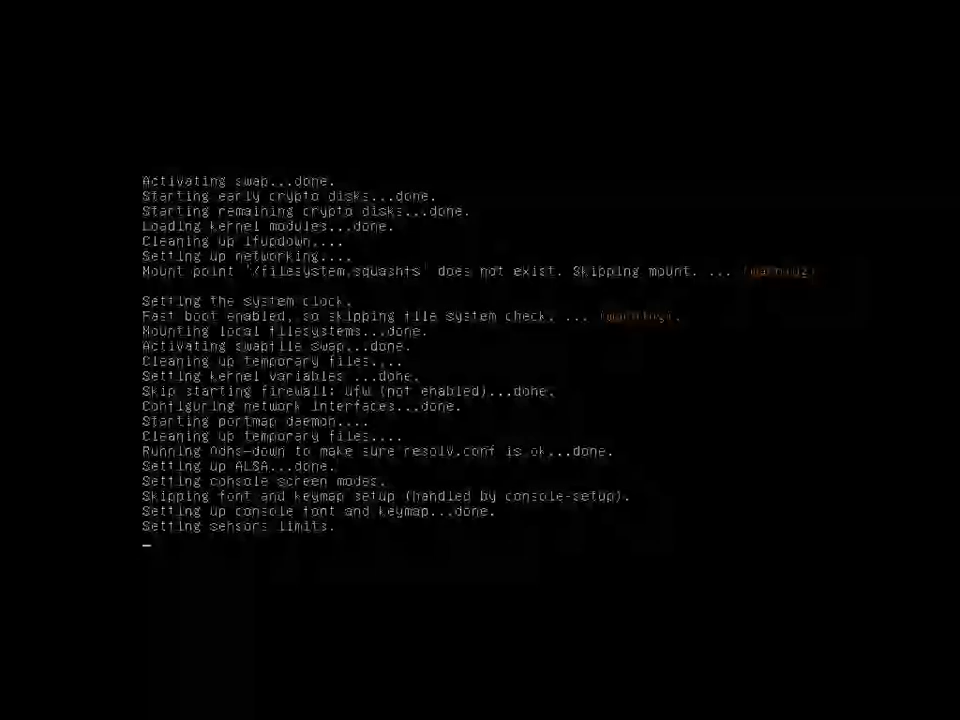 Activating swap...done.
Starting early crypto disks...done.
Starting remaining crypto disks...done.
Loading kernel modules...done.
Cleaning up ifupdown....
Setting up networking....
Mount point '/filesystem.squashfs' does not exist. Skipping mount. ... (warning).
Setting the system clock.
Fast boot enabled, so skipping file system check. ... (warning).
Mounting local filesystems...done.
Activating swapfile swap...done.
Cleaning up temporary files....
Setting kernel variables ...done.
Skip starting firewall: ufw (not enabled)...done.
Configuring network interfaces...done.
Starting portmap daemon....
Cleaning up temporary files....
Running 0dns-down to make sure resolv.conf is ok...done.
Setting up ALSA...done.
Setting console screen modes.
Skipping font and keymap setup (handled by console-setup).
Setting up console font and keymap...done.
Setting sensors limits.